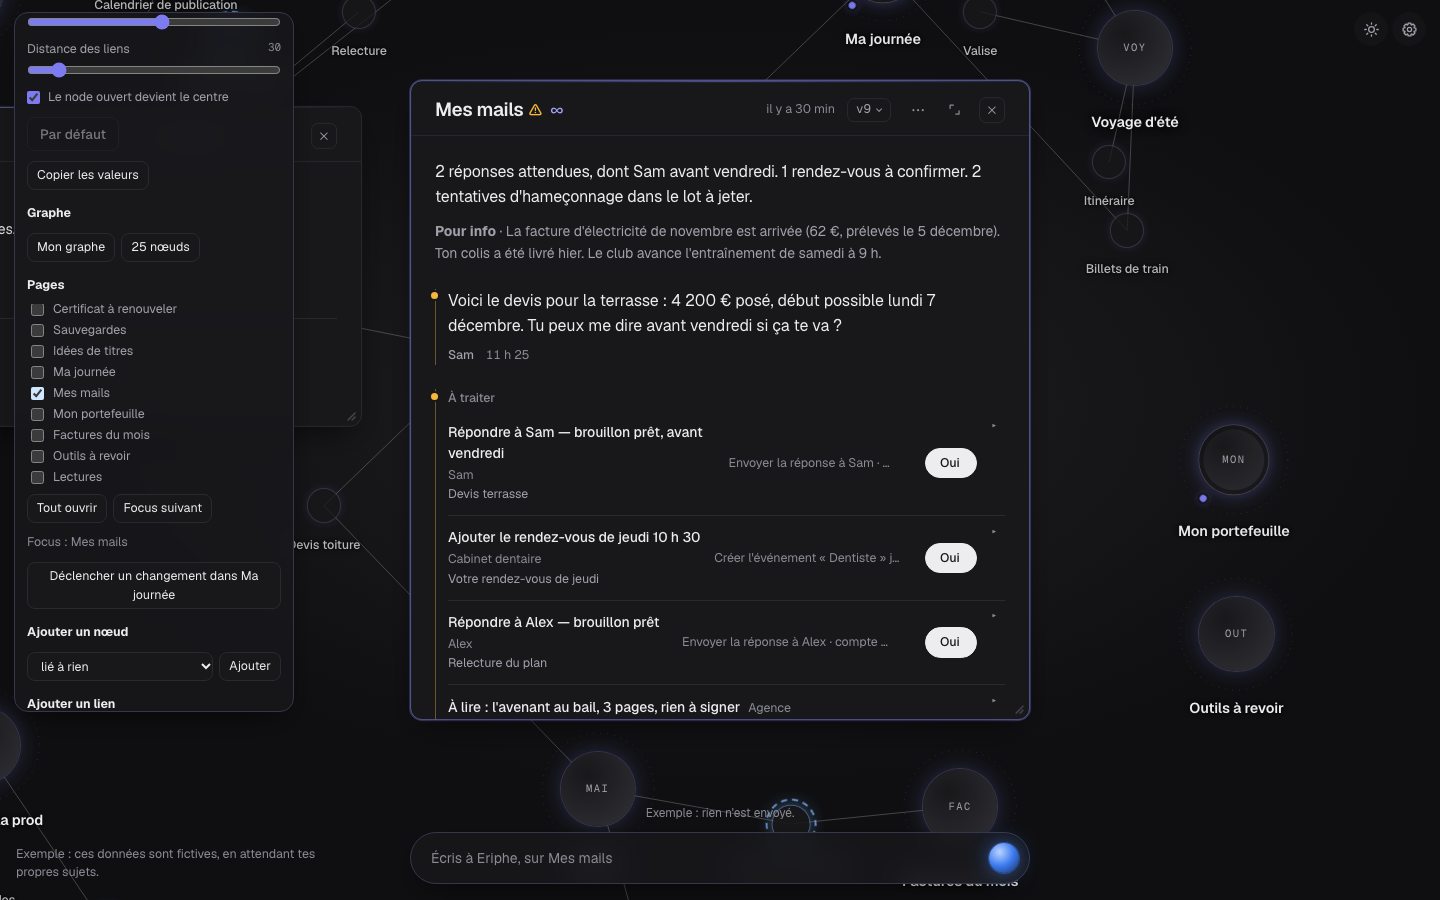 Calendrier de publication
Distance des liens 30
Le node ouvert devient le centre
Par défaut
Copier les valeurs
Graphe
Mon graphe 25 nœuds
Pages
Certificat à renouveler
Sauvegardes
Idées de titres
Ma journée
Mes mails
Mon portefeuille
Factures du mois
Outils à revoir
Lectures
Tout ouvrir Focus suivant
Focus : Mes mails
Déclencher un changement dans Ma
journée
Ajouter un nœud
lié à rien Ajouter
Ajouter un lien
Relecture
Devis toiture
Ma journée
Valise
VOY
Voyage d'été
Itinéraire
Billets de train
MON
Mon portefeuille
OUT
Outils à revoir
Mes mails il y a 30 min v9
2 réponses attendues, dont Sam avant vendredi. 1 rendez-vous à confirmer. 2
tentatives d'hameçonnage dans le lot à jeter.
Pour info · La facture d'électricité de novembre est arrivée (62 €, prélevés le 5 décembre).
Ton colis a été livré hier. Le club avance l'entraînement de samedi à 9 h.
Voici le devis pour la terrasse : 4 200 € posé, début possible lundi 7
décembre. Tu peux me dire avant vendredi si ça te va ?
Sam 11 h 25
À traiter
Répondre à Sam — brouillon prêt, avant
vendredi
Sam
Devis terrasse
Envoyer la réponse à Sam · …
Oui
Ajouter le rendez-vous de jeudi 10 h 30
Cabinet dentaire
Votre rendez-vous de jeudi
Créer l'événement « Dentiste » j…
Oui
Répondre à Alex — brouillon prêt
Alex
Relecture du plan
Envoyer la réponse à Alex · compte …
Oui
À lire : l'avenant au bail, 3 pages, rien à signer Agence
MAI
Exemple : rien n'est envoyé.
FAC
Factures du mois
Écris à Eriphe, sur Mes mails
a prod
Exemple : ces données sont fictives, en attendant tes
propres sujets.